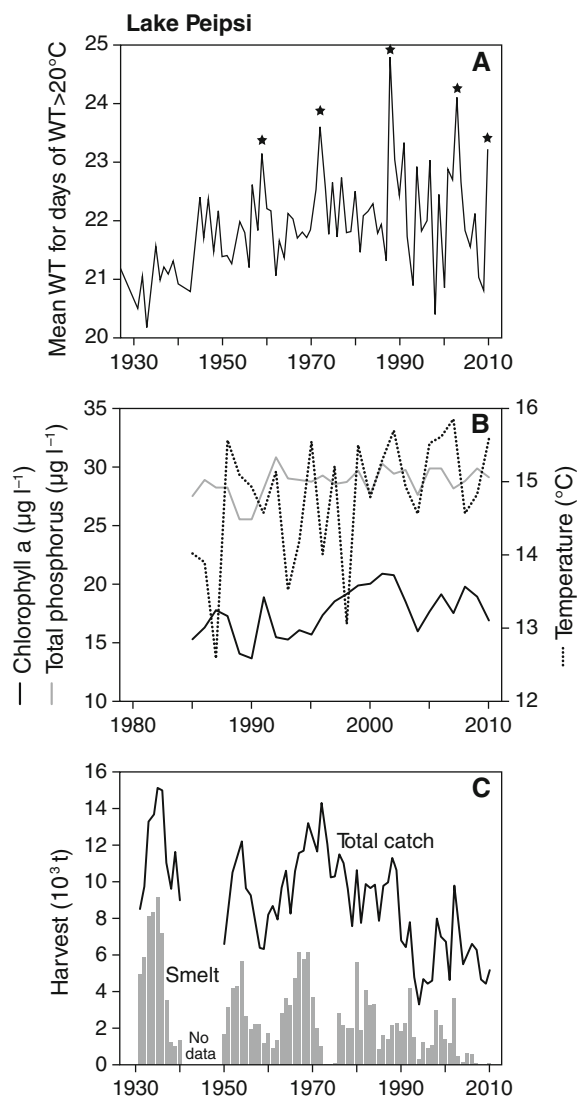 Lake Peipsi
A
Mean WT for days of WT>20°C
25
24
23
22
21
20
1930 1950 1970 1990 2010
B
— Chlorophyll a (µg l⁻¹)
— Total phosphorus (µg l⁻¹)
35
30
25
20
15
10
16
15
14
13
12
Temperature (°C)
1980 1990 2000 2010
C
Harvest (10³ t)
16
14
12
10
8
6
4
2
0
Total catch
Smelt
No
data
1930 1950 1970 1990 2010